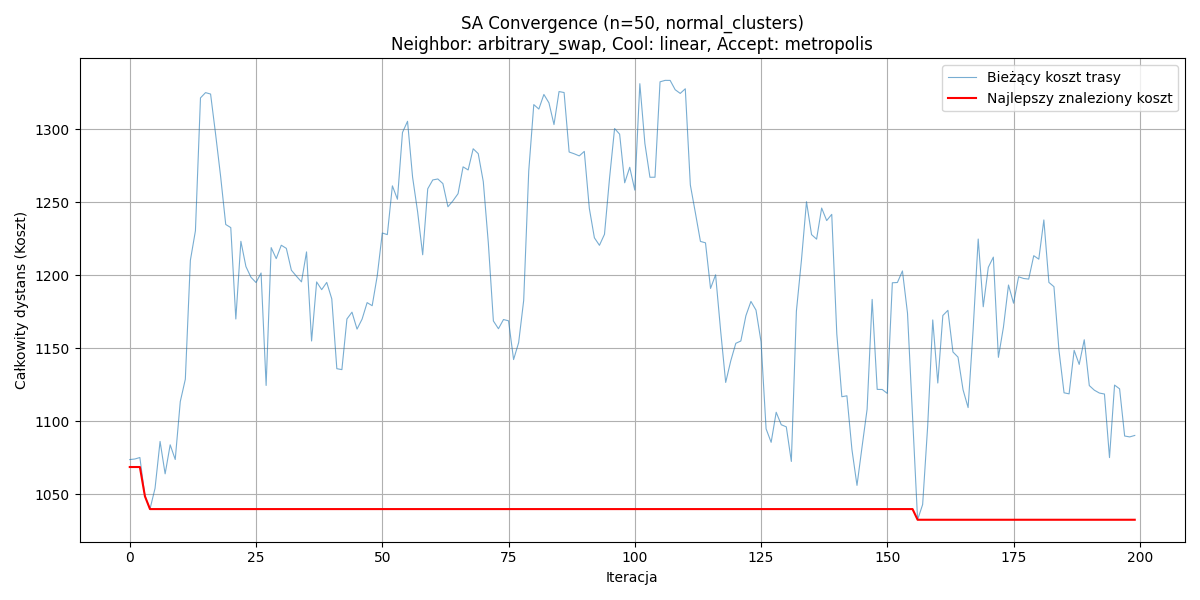 SA Convergence (n=50, normal_clusters)
Neighbor: arbitrary_swap, Cool: linear, Accept: metropolis
Bieżący koszt trasy
Najlepszy znaleziony koszt
Całkowity dystans (Koszt)
1300
1250
1200
1150
1100
1050
0 25 50 75 100 125 150 175 200
Iteracja